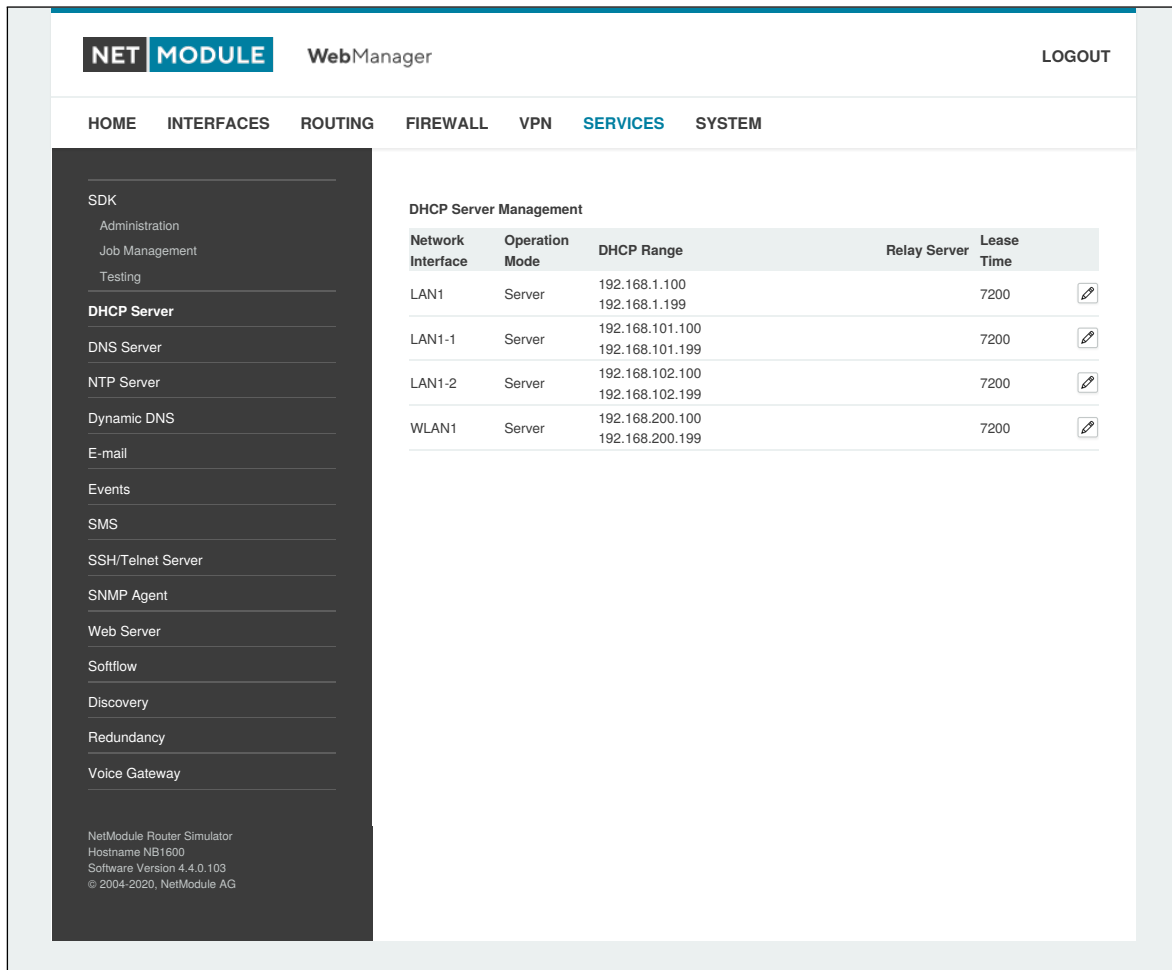 NET MODULE WebManager LOGOUT
HOME INTERFACES ROUTING FIREWALL VPN SERVICES SYSTEM
SDK
Administration
Job Management
Testing
DHCP Server
DNS Server
NTP Server
Dynamic DNS
E-mail
Events
SMS
SSH/Telnet Server
SNMP Agent
Web Server
Softflow
Discovery
Redundancy
Voice Gateway
NetModule Router Simulator
Hostname NB1600
Software Version 4.4.0.103
© 2004-2020, NetModule AG
DHCP Server Management
Network Interface Operation Mode DHCP Range Relay Server Lease Time
LAN1 Server 192.168.1.100 7200
192.168.1.199
LAN1-1 Server 192.168.101.100 7200
192.168.101.199
LAN1-2 Server 192.168.102.100 7200
192.168.102.199
WLAN1 Server 192.168.200.100 7200
192.168.200.199